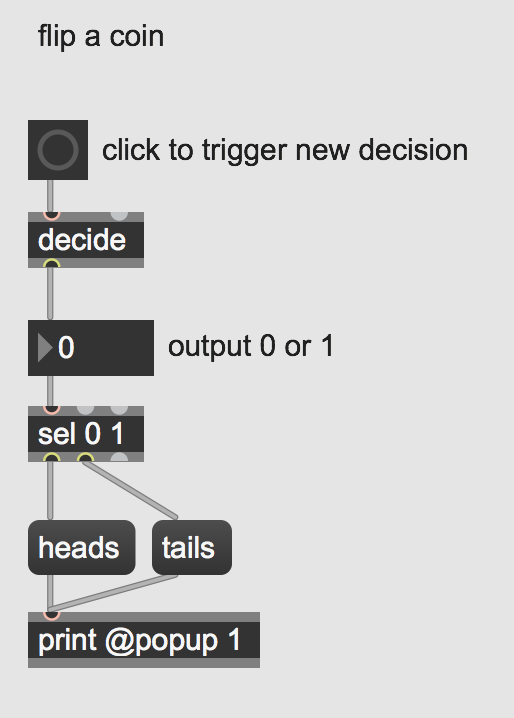 flip a coin
click to trigger new decision
decide
0
output 0 or 1
sel 0 1
heads
tails
print @popup 1